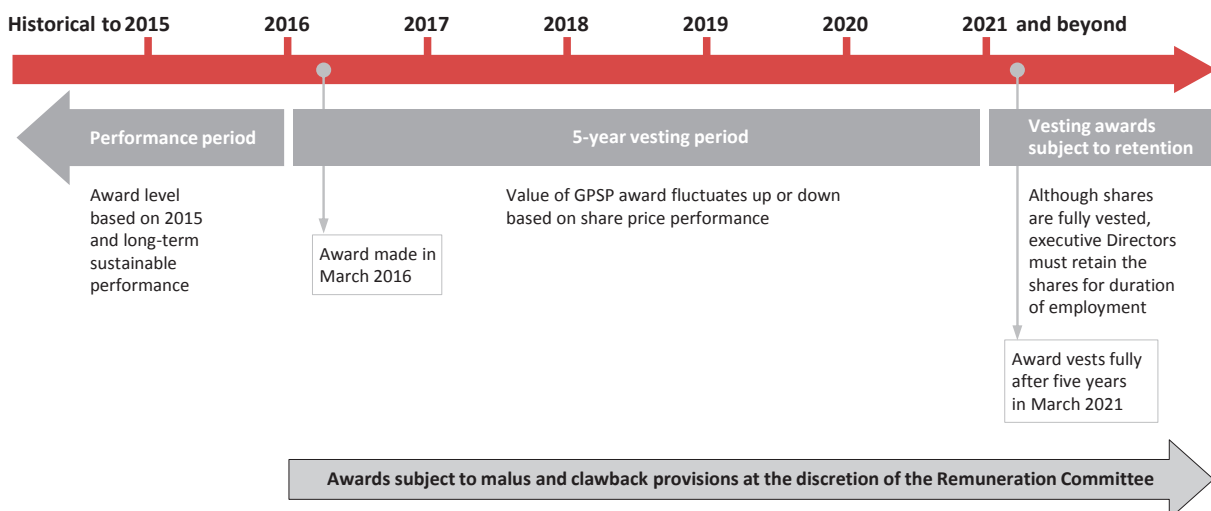 Historical to 2015 2016 2017 2018 2019 2020 2021 and beyond
Performance period
5-year vesting period
Vesting awards
subject to retention
Award level
based on 2015
and long-term
sustainable
performance
Award made in
March 2016
Value of GPSP award fluctuates up or down
based on share price performance
Although shares
are fully vested,
executive Directors
must retain the
shares for duration
of employment
Award vests fully
after five years
in March 2021
Awards subject to malus and clawback provisions at the discretion of the Remuneration Committee